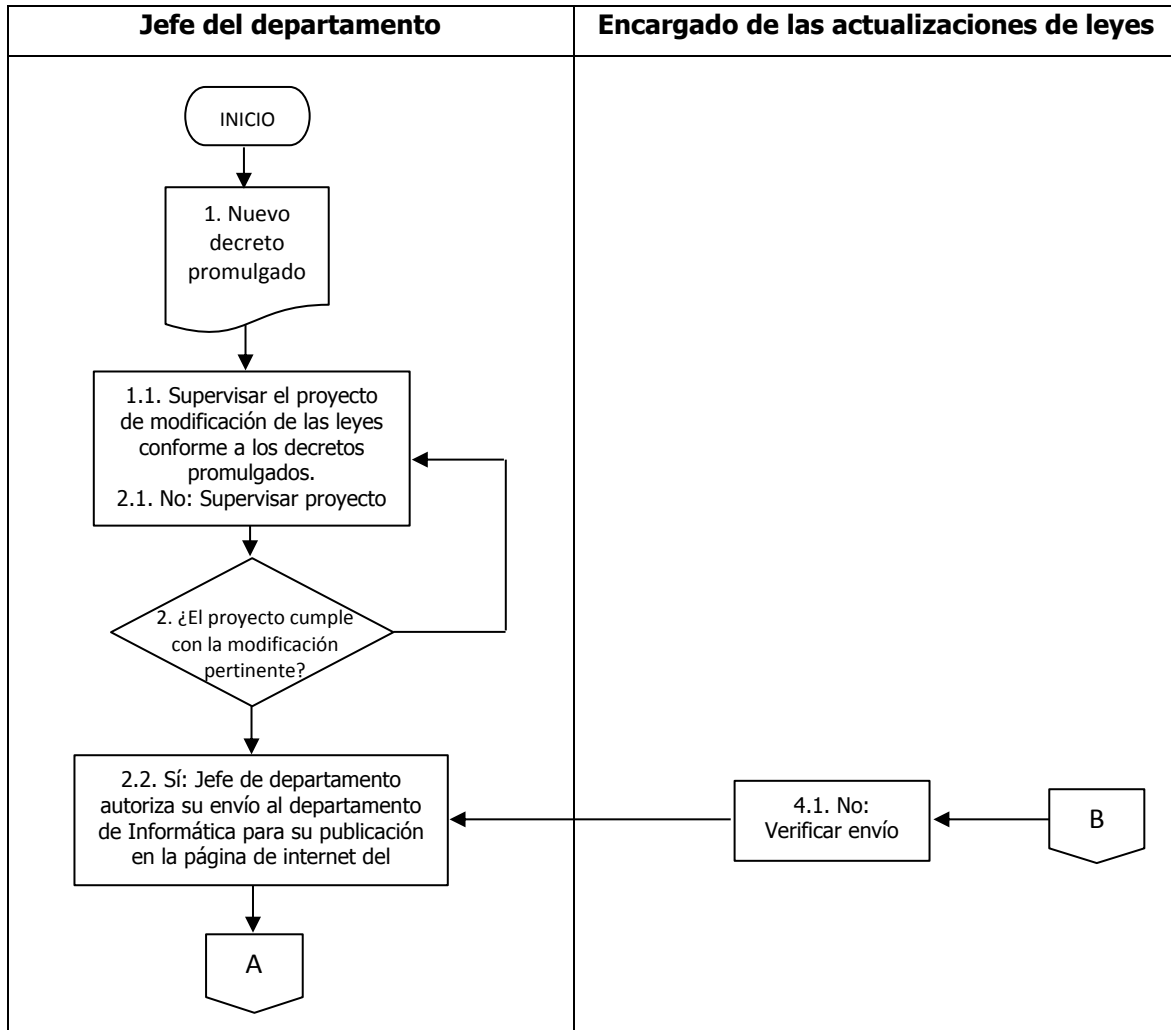 Jefe del departamento
Encargado de las actualizaciones de leyes
INICIO
1. Nuevo
decreto
promulgado
1.1. Supervisar el proyecto
de modificación de las leyes
conforme a los decretos
promulgados.
2.1. No: Supervisar proyecto
2. ¿El proyecto cumple
con la modificación
pertinente?
2.2. Sí: Jefe de departamento
autoriza su envío al departamento
de Informática para su publicación
en la página de internet del
4.1. No:
Verificar envío
B
A